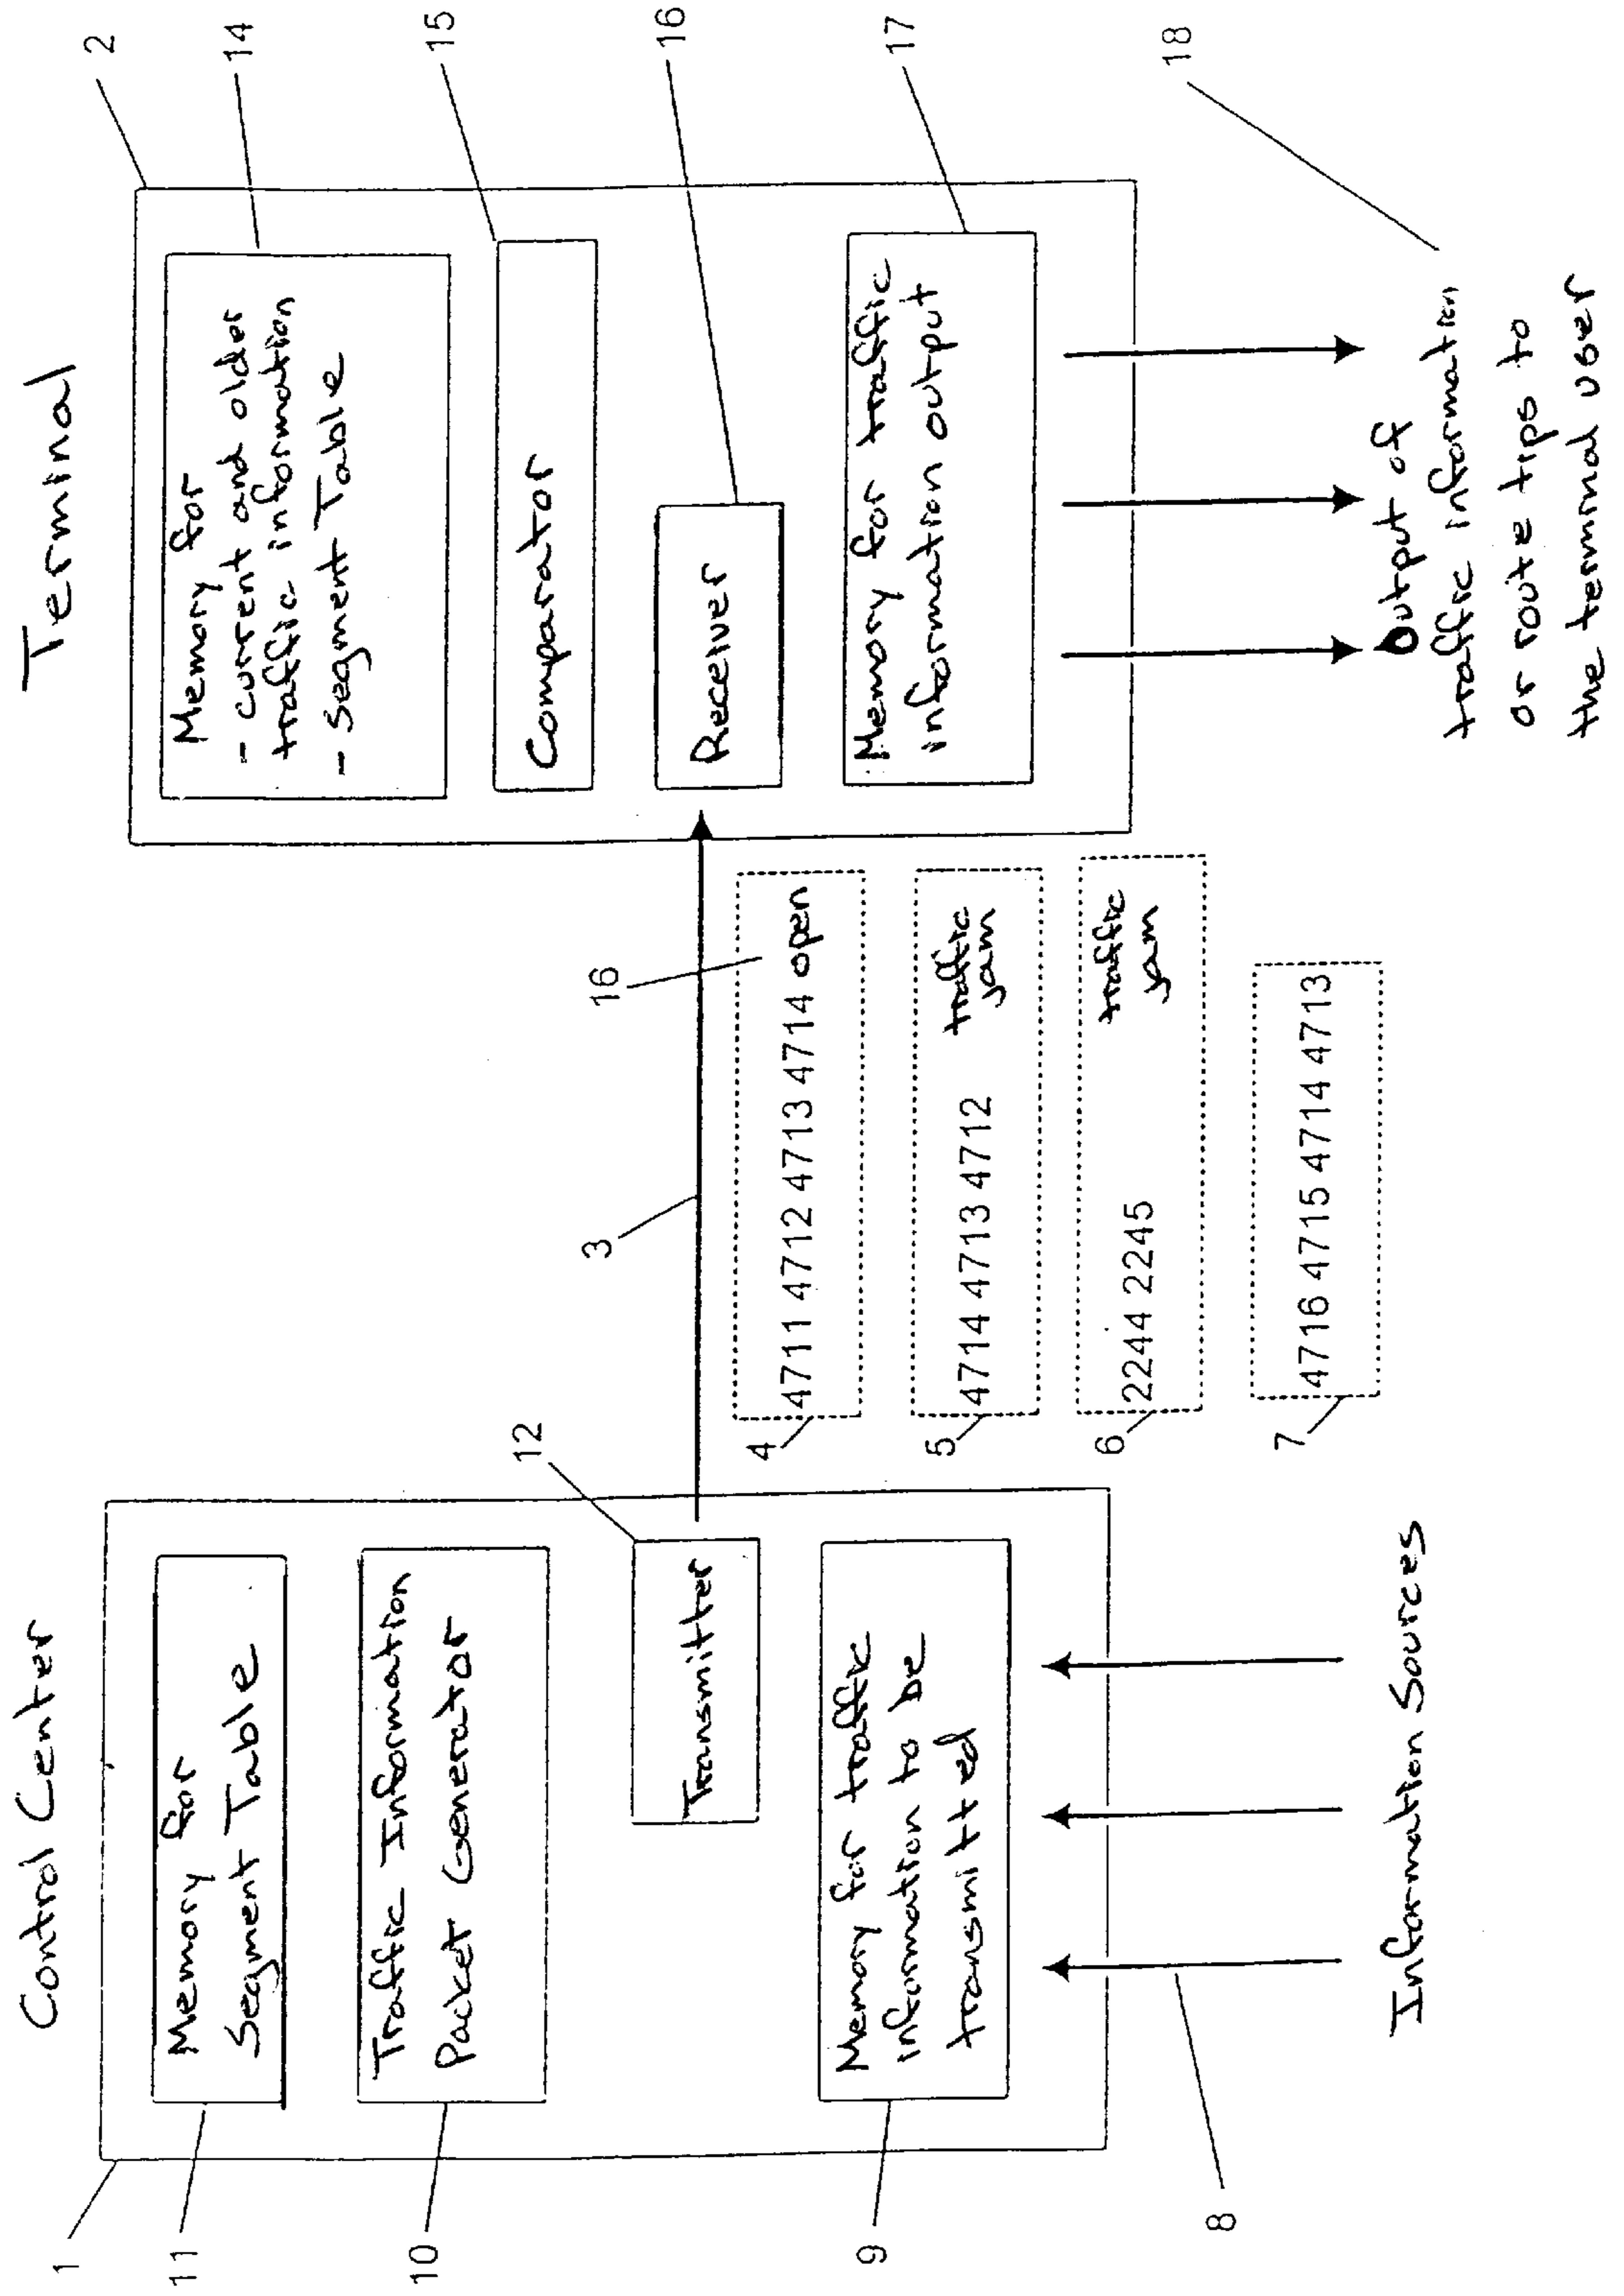 Control Center
1
11
Memory for
Segment Table
10
Traffic Information
Packet Generator
12
Transmitter
9
Memory for traffic
information to be
transmitted
8
Information Sources
3
16
4
4711 4712 4713 4714 open
5
4714 4713 4712 traffic
jam
6
2244 2245 traffic
jam
7
4716 4715 4714 4713
Terminal
2
14
Memory for
- current and older
traffic information
- Segment Table
15
Comparator
16
Receiver
17
Memory for traffic
information output
18
Output of
traffic information
or route tips to
the terminal user